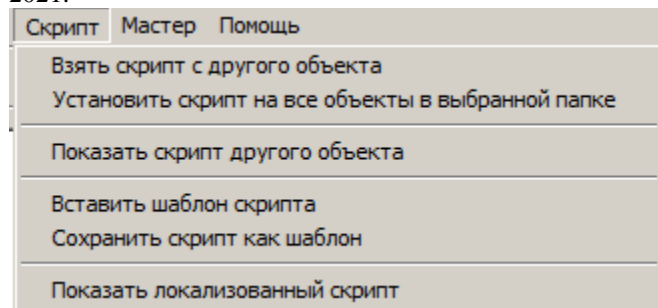 2021.
Скрипт Мастер Помощь
Взять скрипт с другого объекта
Установить скрипт на все объекты в выбранной папке
Показать скрипт другого объекта
Вставить шаблон скрипта
Сохранить скрипт как шаблон
Показать локализованный скрипт